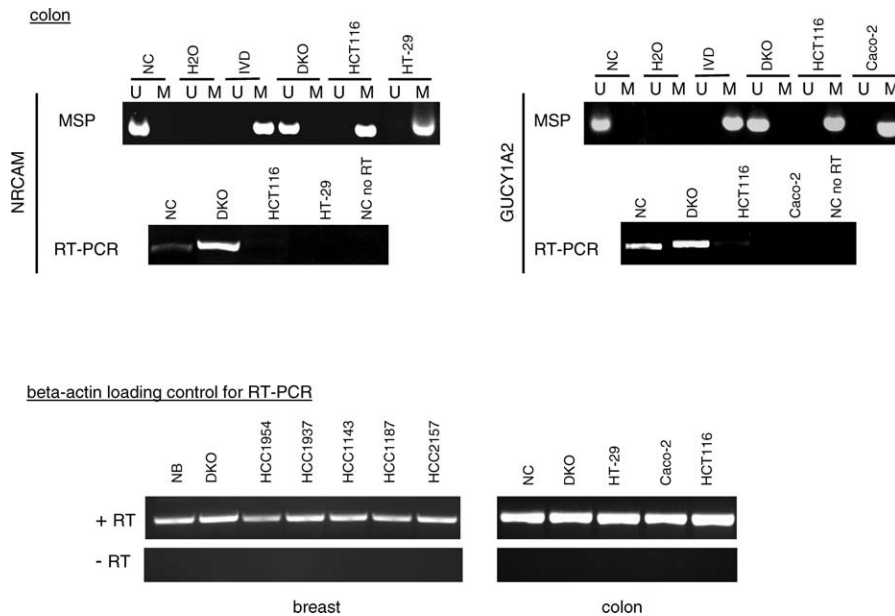 colon
NC H2O IVD DKO HCT116 HT-29
U M U M U M U M U M U M
MSP
NRCAM
NC DKO HCT116 HT-29 NC no RT
RT-PCR
NC H2O IVD DKO HCT116 Caco-2
U M U M U M U M U M U M
MSP
GUCY1A2
NC DKO HCT116 Caco-2 NC no RT
RT-PCR
beta-actin loading control for RT-PCR
NB DKO HCC1954 HCC1937 HCC1143 HCC1187 HCC2157
NC DKO HT-29 Caco-2 HCT116
+ RT
- RT
breast
colon